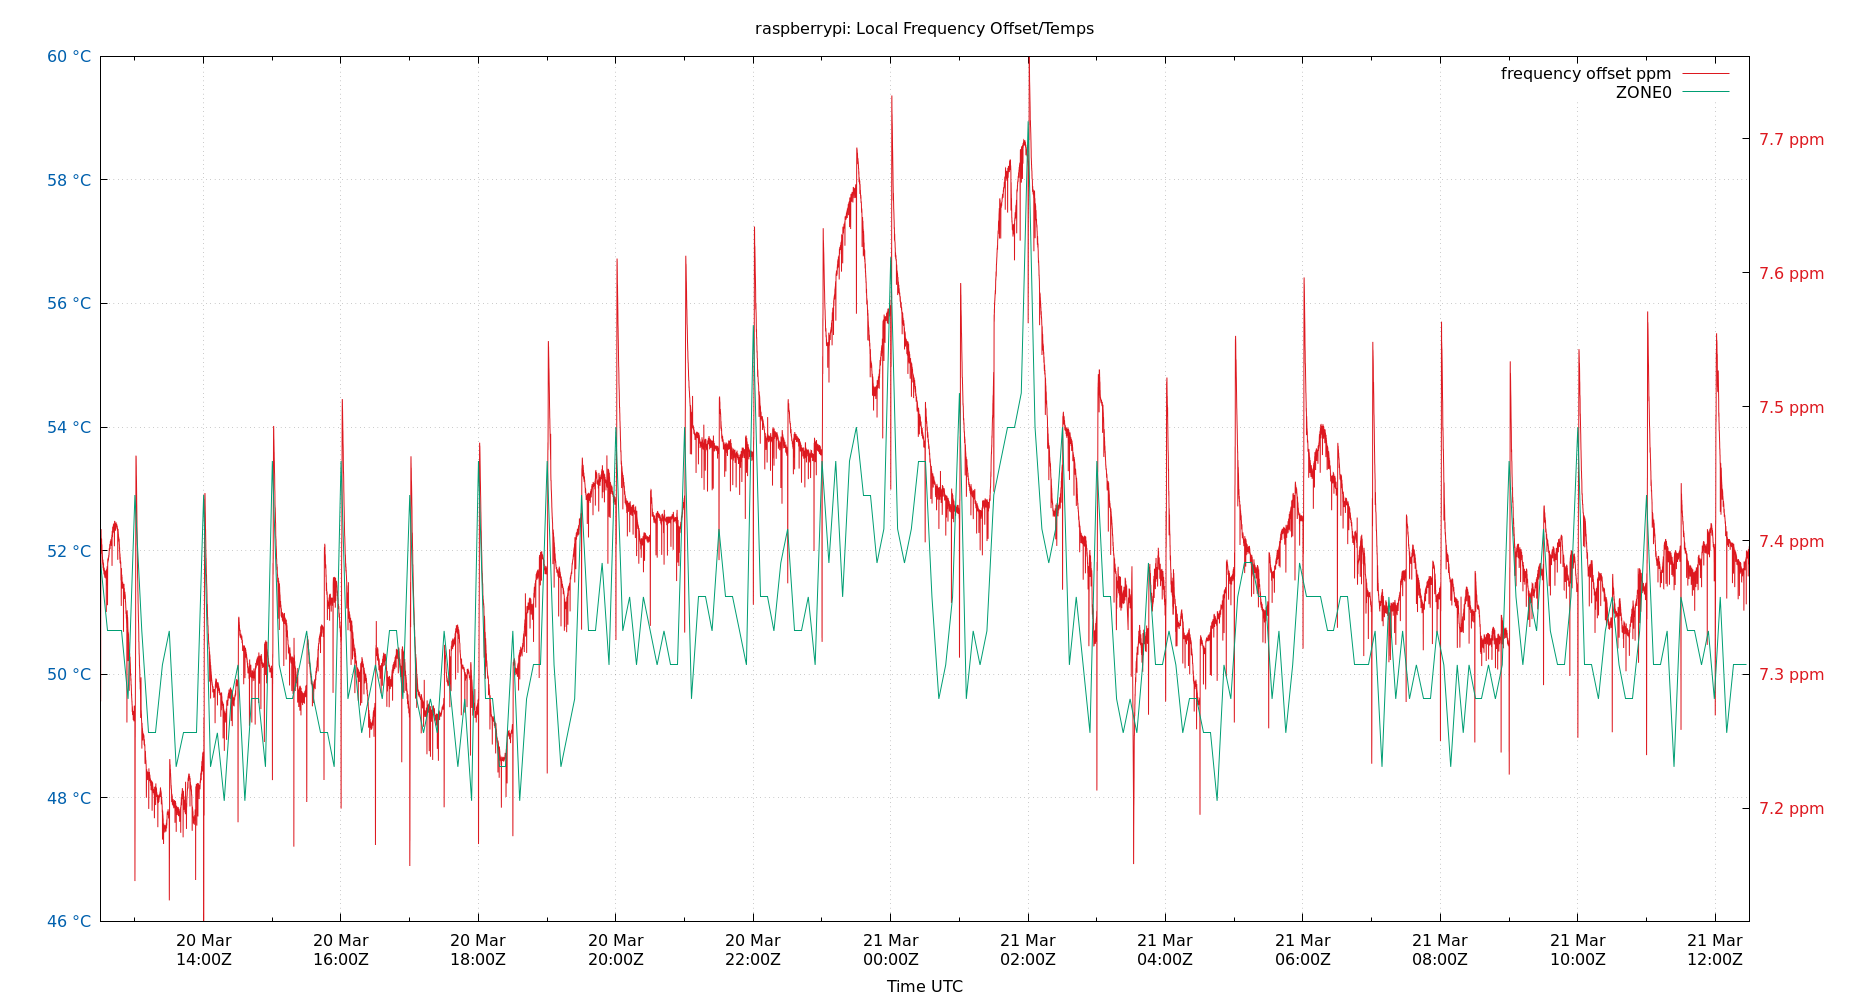 raspberrypi: Local Frequency Offset/Temps
60 °C
58 °C
56 °C
54 °C
52 °C
50 °C
48 °C
46 °C
frequency offset ppm
ZONE0
7.7 ppm
7.6 ppm
7.5 ppm
7.4 ppm
7.3 ppm
7.2 ppm
20 Mar 20 Mar 20 Mar 20 Mar 20 Mar 21 Mar 21 Mar 21 Mar 21 Mar 21 Mar 21 Mar 21 Mar
14:00Z 16:00Z 18:00Z 20:00Z 22:00Z 00:00Z 02:00Z 04:00Z 06:00Z 08:00Z 10:00Z 12:00Z
Time UTC